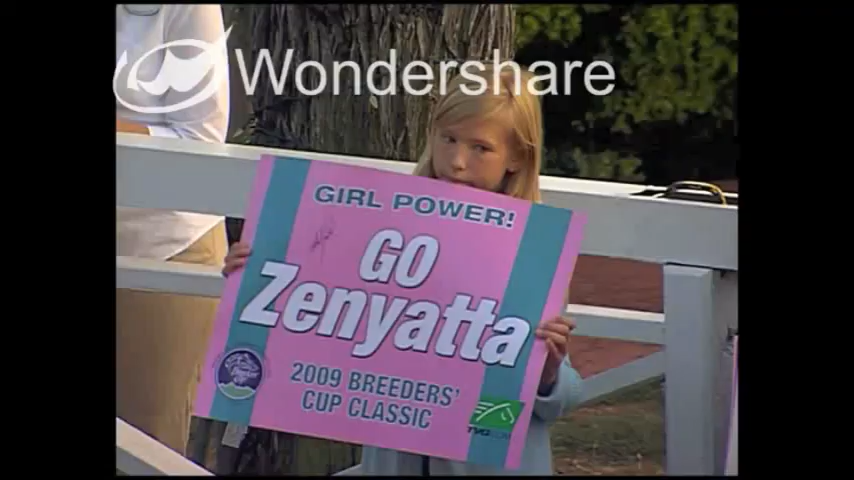 Wondershare
GIRL POWER!
GO
Zenyatta
2009 BREEDERS'
CUP CLASSIC